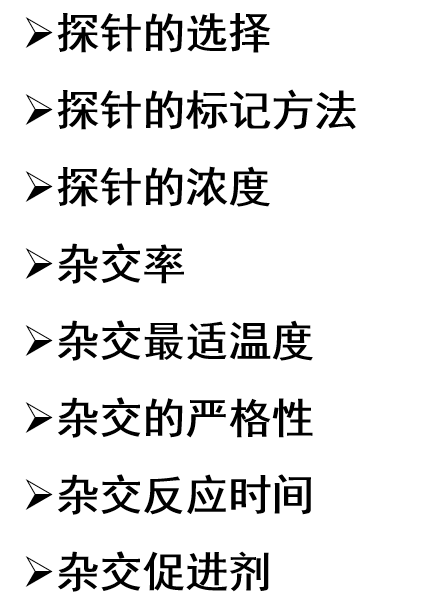 ➢探针的选择
➢探针的标记方法
➢探针的浓度
➢杂交率
➢杂交最适温度
➢杂交的严格性
➢杂交反应时间
➢杂交促进剂